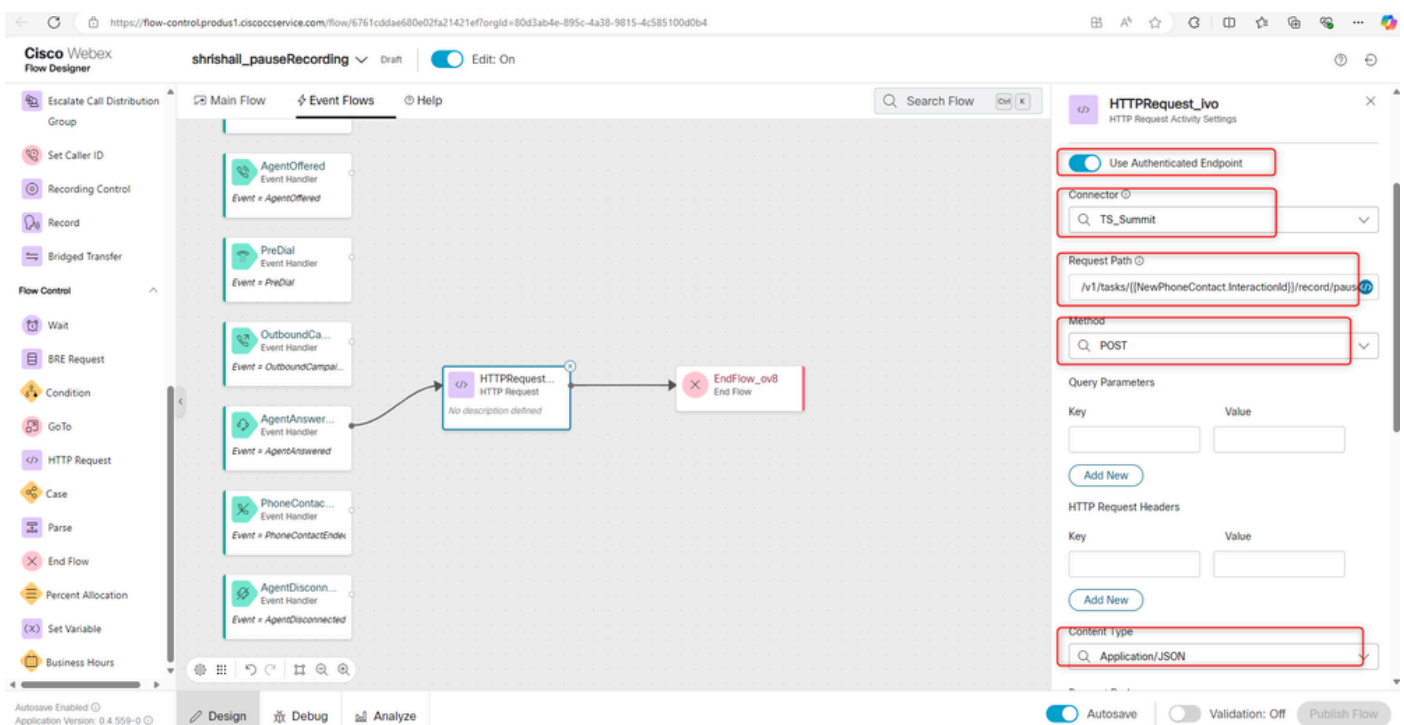 https://flow-control.produs1.ciscoccservice.com/flow/6761cddae680e02fa21421ef?orgId=80d3ab4e-895c-4a38-9815-4c585100d0b4
Cisco Webex
Flow Designer
shrishail_pauseRecording
Draft
Edit: On
Escalate Call Distribution
Group
Set Caller ID
Recording Control
Record
Bridged Transfer
Flow Control
Wait
BRE Request
Condition
GoTo
HTTP Request
Case
Parse
End Flow
Percent Allocation
(x) Set Variable
Business Hours
Autosave Enabled
Application Version: 0.4.559-0
Main Flow
Event Flows
Help
Search Flow
Ctrl K
AgentOffered
Event Handler
Event = AgentOffered
PreDial
Event Handler
Event = PreDial
OutboundCa...
Event Handler
Event = OutboundCampai...
AgentAnswer...
Event Handler
Event = AgentAnswered
PhoneContac...
Event Handler
Event = PhoneContactEnded
AgentDisconn...
Event Handler
Event = AgentDisconnected
HTTPRequest...
HTTP Request
No description defined
EndFlow_ov8
End Flow
Design
Debug
Analyze
HTTPRequest_ivo
HTTP Request Activity Settings
Use Authenticated Endpoint
Connector
TS_Summit
Request Path
/v1/tasks/{{NewPhoneContact.InteractionId}}/record/paus
Method
POST
Query Parameters
Key Value
Add New
HTTP Request Headers
Key Value
Add New
Content Type
Application/JSON
Autosave
Validation: Off
Publish Flow